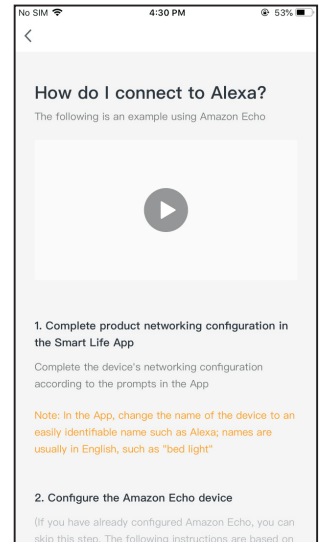 No SIM 4:30 PM 53%
How do I connect to Alexa?
The following is an example using Amazon Echo
1. Complete product networking configuration in
the Smart Life App
Complete the device's networking configuration
according to the prompts in the App
Note: In the App, change the name of the device to an
easily identifiable name such as Alexa; names are
usually in English, such as "bed light"
2. Configure the Amazon Echo device
(If you have already configured Amazon Echo, you can
skip this step. The following instructions are based on